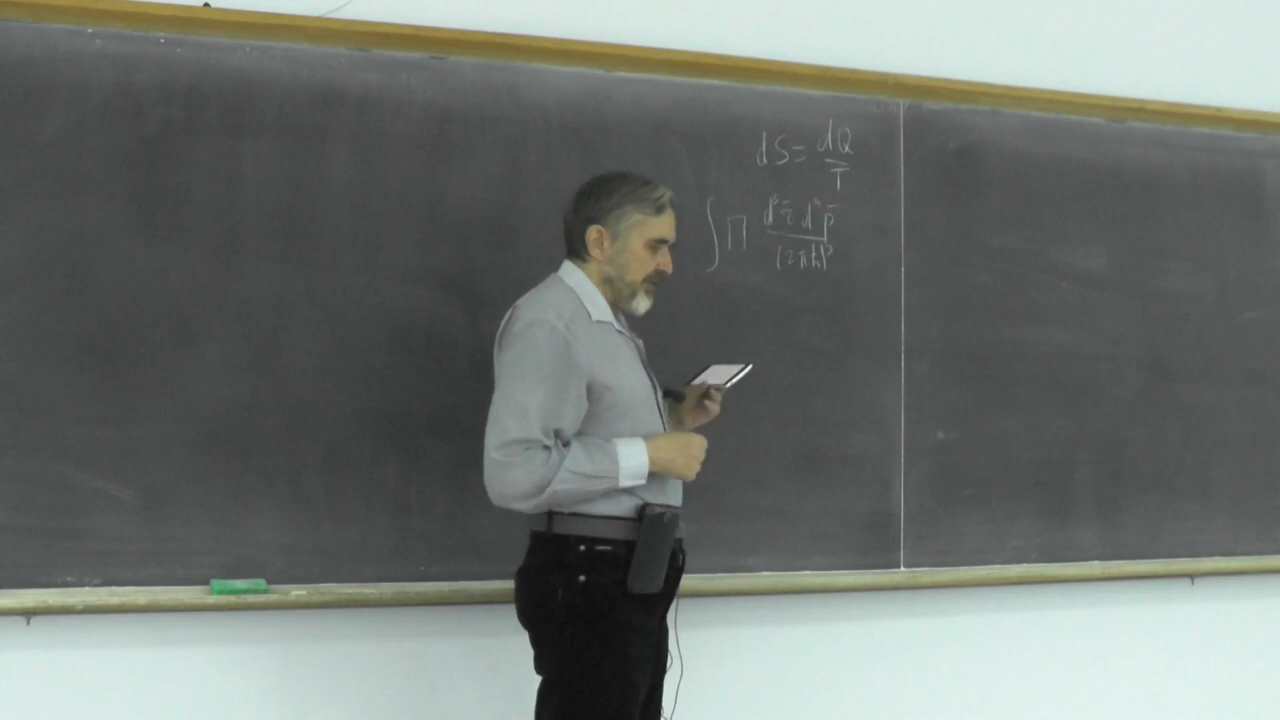 dS = dQ/T
∫ ∏ d³r̄ d³p̄/(2πħ)³